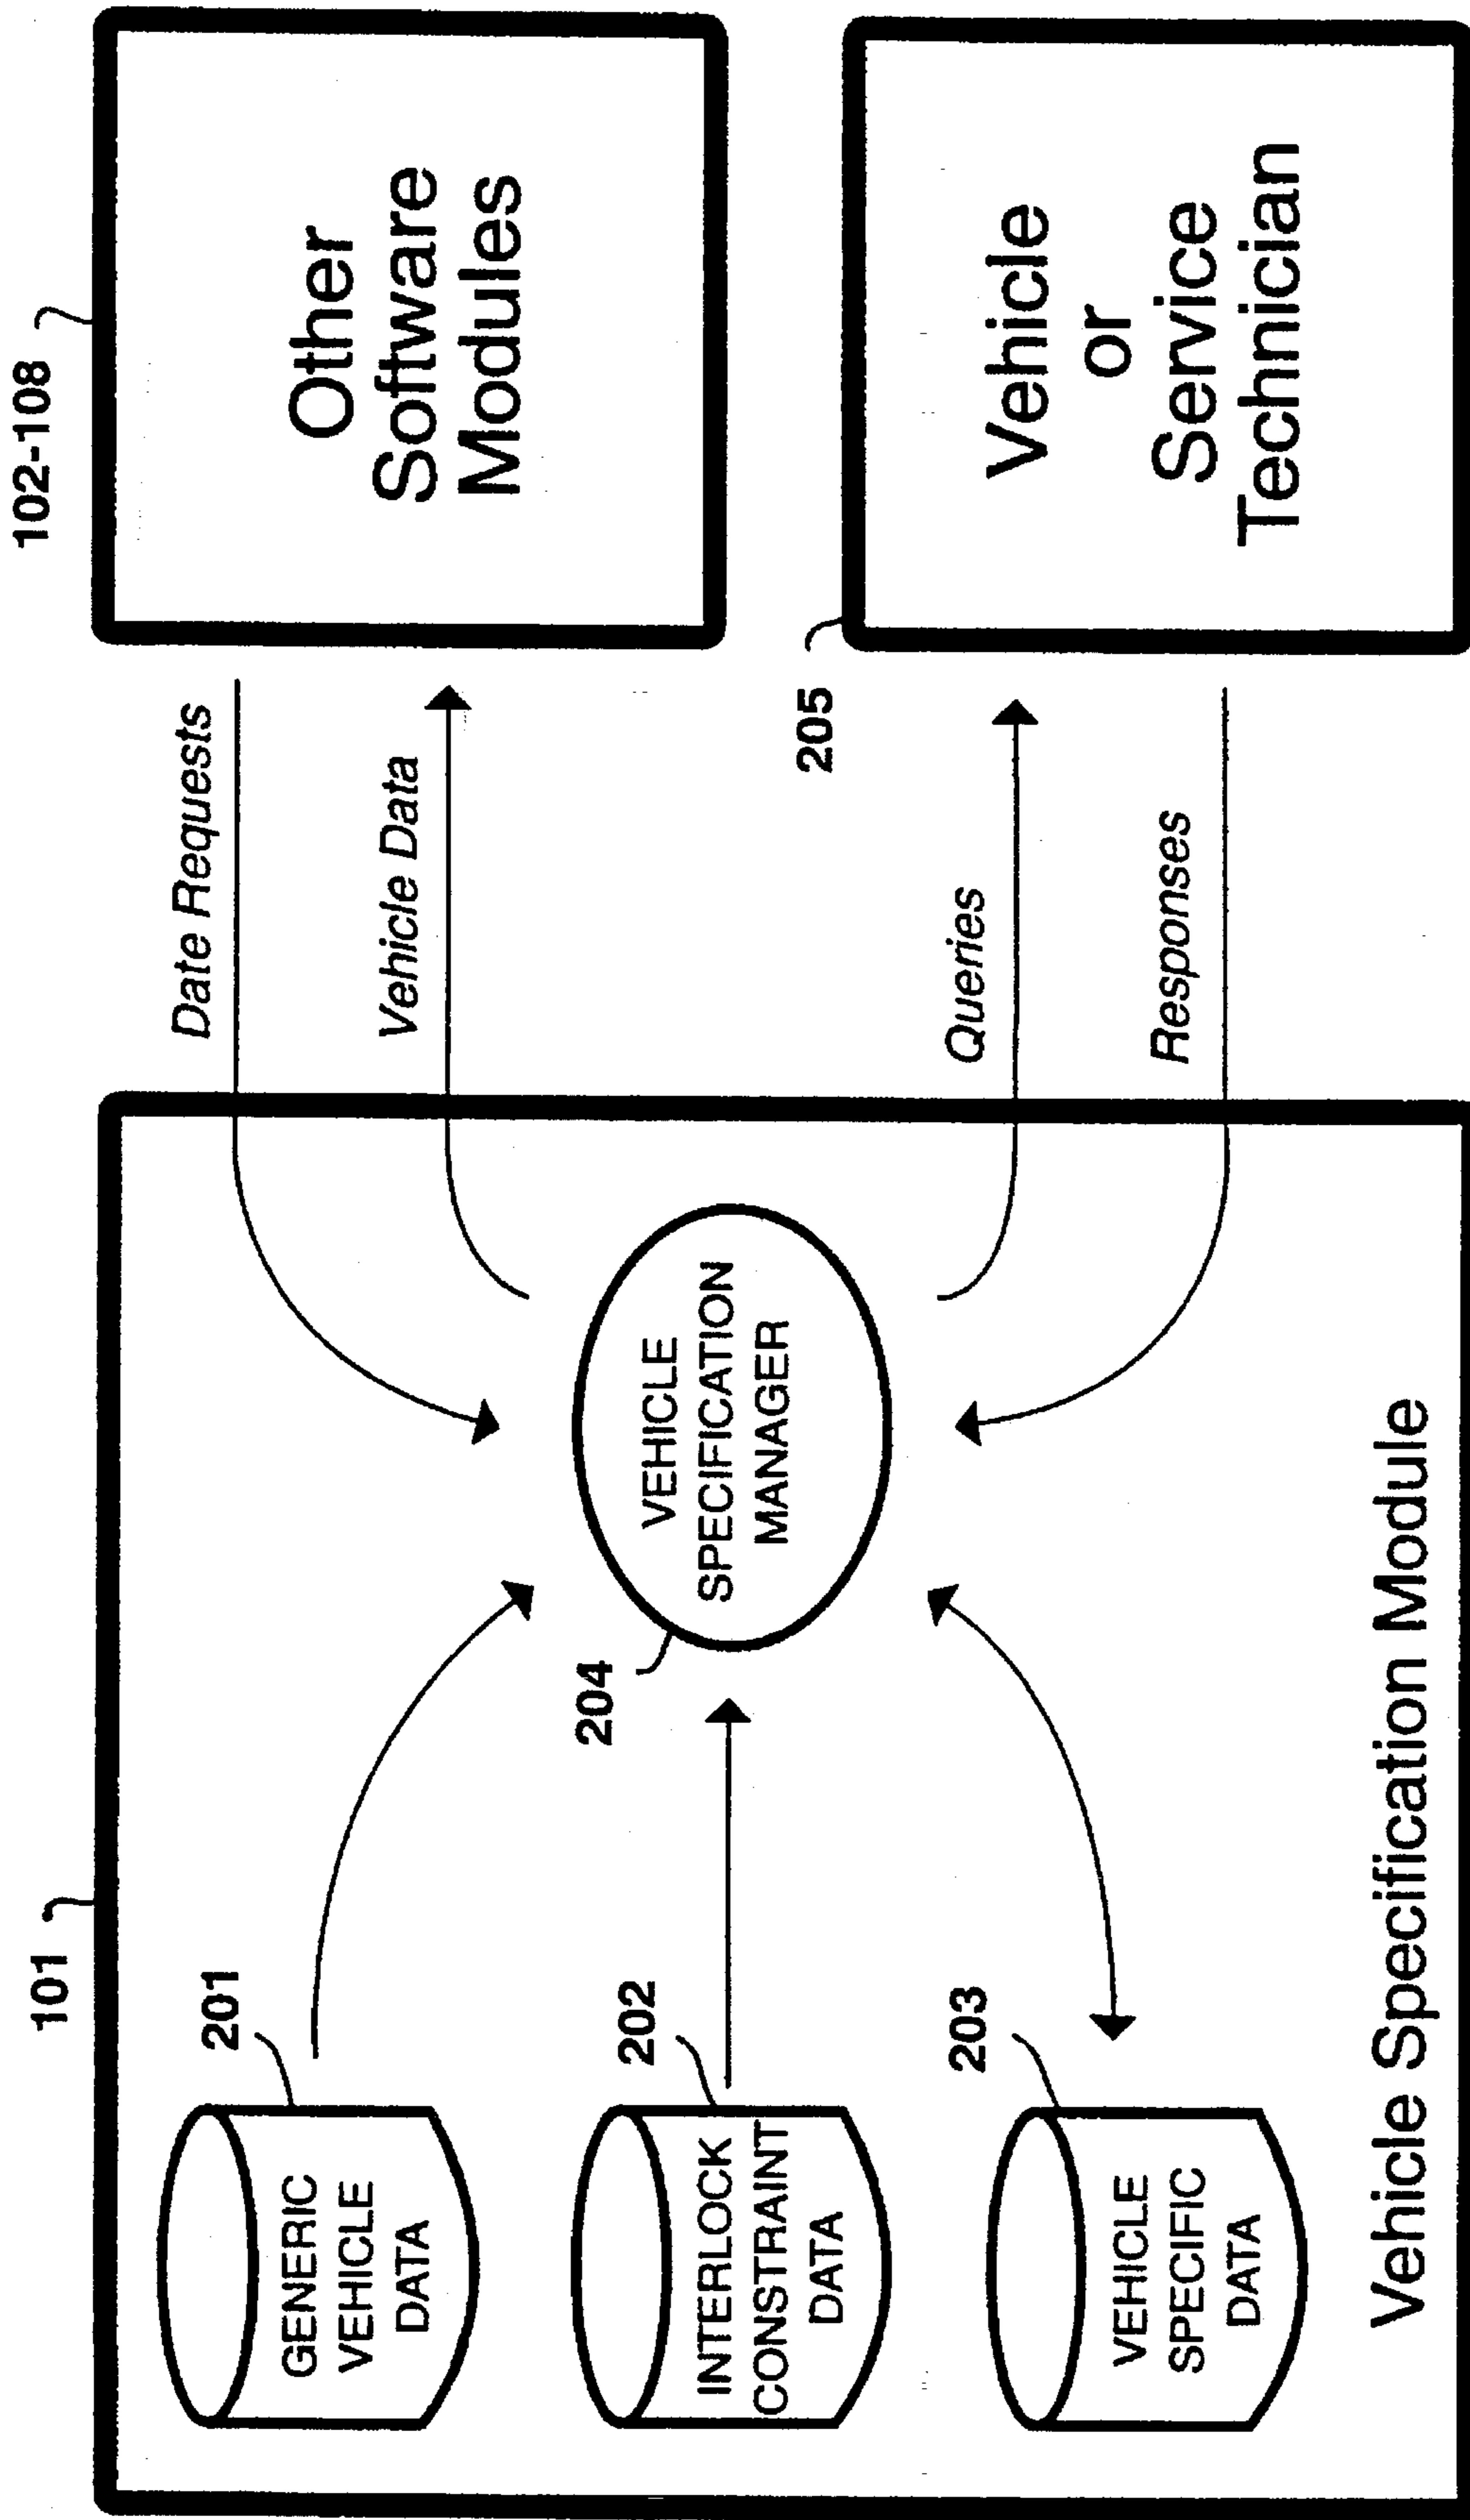 101
102-108
201
GENERIC
VEHICLE
DATA
202
INTERLOCK
CONSTRAINT
DATA
203
VEHICLE
SPECIFIC
DATA
204
VEHICLE
SPECIFICATION
MANAGER
Date Requests
Vehicle Data
Queries
Responses
Other
Software
Modules
205
Vehicle
or
Service
Technician
Vehicle Specification Module